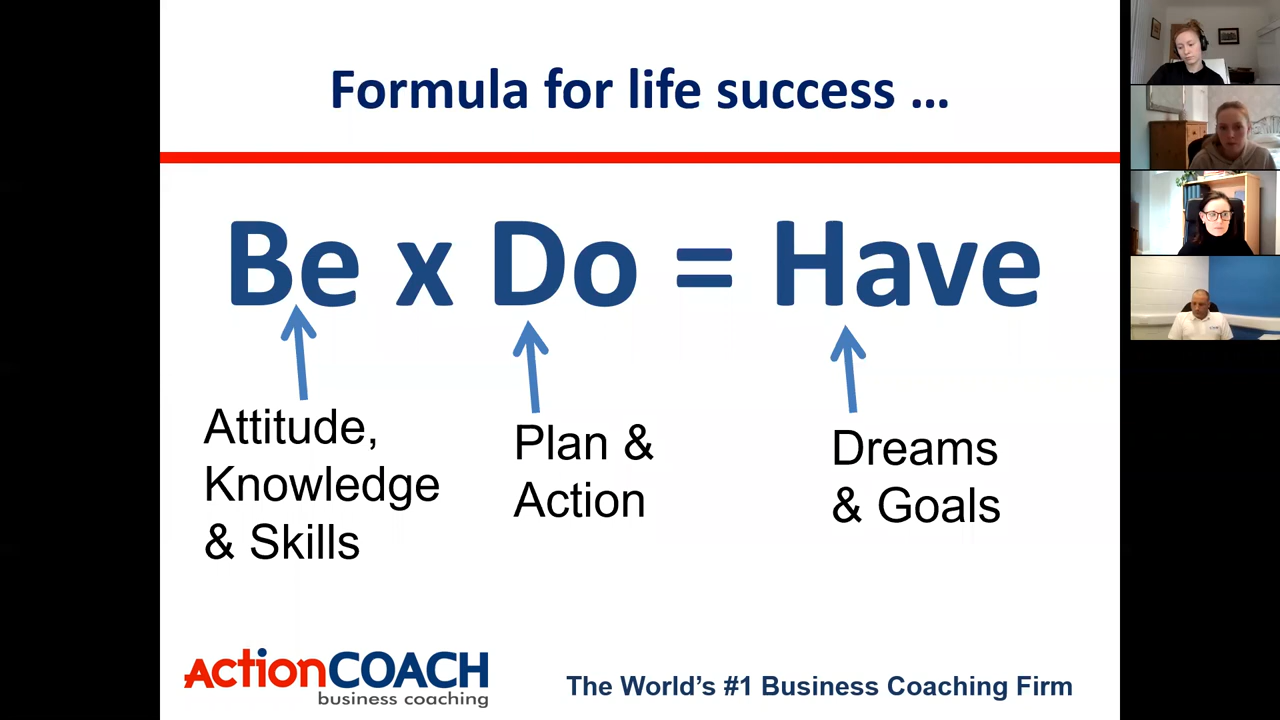 Formula for life success ...
Be x Do = Have
Attitude,
Knowledge
& Skills
Plan &
Action
Dreams
& Goals
ActionCOACH
business coaching
The World's #1 Business Coaching Firm